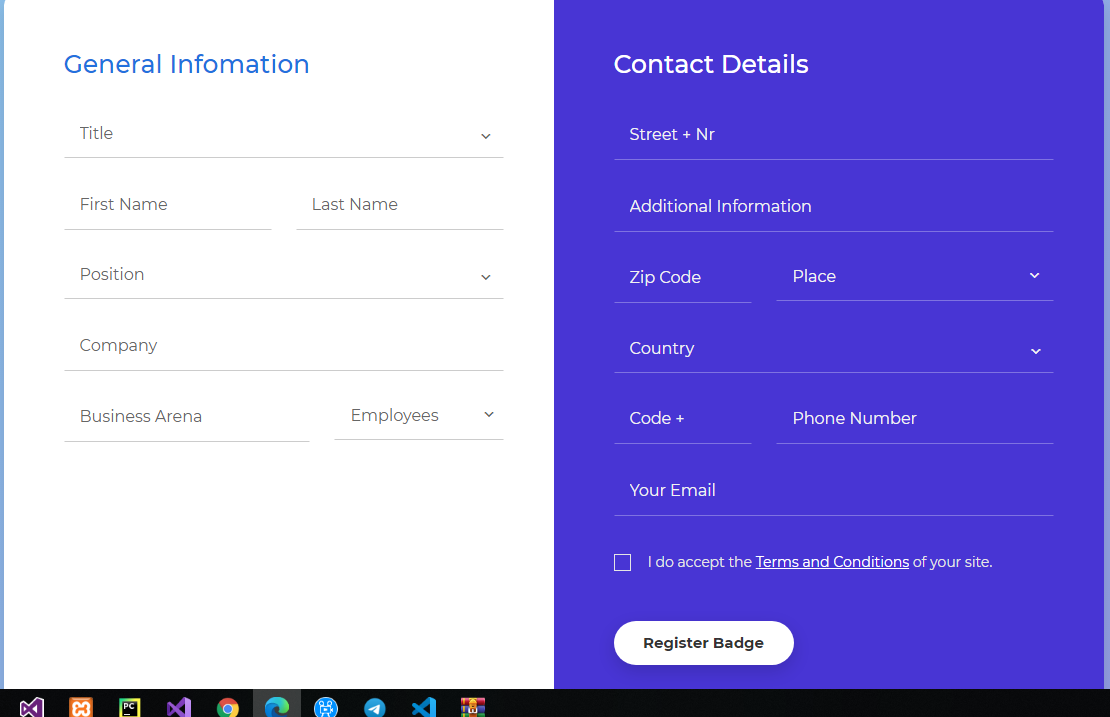 General Infomation
Title
First Name
Last Name
Position
Company
Business Arena
Employees
Contact Details
Street + Nr
Additional Information
Zip Code
Place
Country
Code +
Phone Number
Your Email
I do accept the Terms and Conditions of your site.
Register Badge
PC